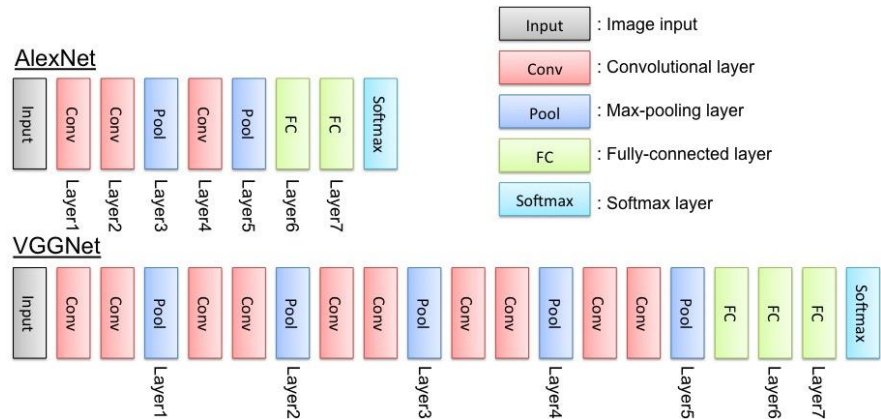 AlexNet
Input
Conv
Conv
Pool
Conv
Pool
FC
FC
Softmax
Layer1
Layer2
Layer3
Layer4
Layer5
Layer6
Layer7
Input : Image input
Conv : Convolutional layer
Pool : Max-pooling layer
FC : Fully-connected layer
Softmax : Softmax layer
VGGNet
Input
Conv
Conv
Pool
Conv
Conv
Pool
Conv
Conv
Pool
Conv
Conv
Pool
Conv
Conv
Pool
FC
FC
FC
Softmax
Layer1
Layer2
Layer3
Layer4
Layer5
Layer6
Layer7